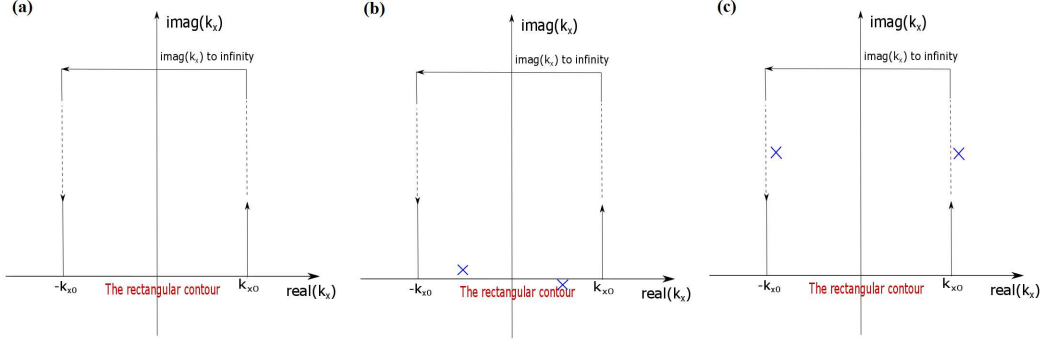 (a)
imag(kₓ)
imag(kₓ) to infinity
-kₓ₀
The rectangular contour
kₓ₀
real(kₓ)
(b)
imag(kₓ)
imag(kₓ) to infinity
-kₓ₀
The rectangular contour
kₓ₀
real(kₓ)
(c)
imag(kₓ)
imag(kₓ) to infinity
-kₓ₀
The rectangular contour
kₓ₀
real(kₓ)